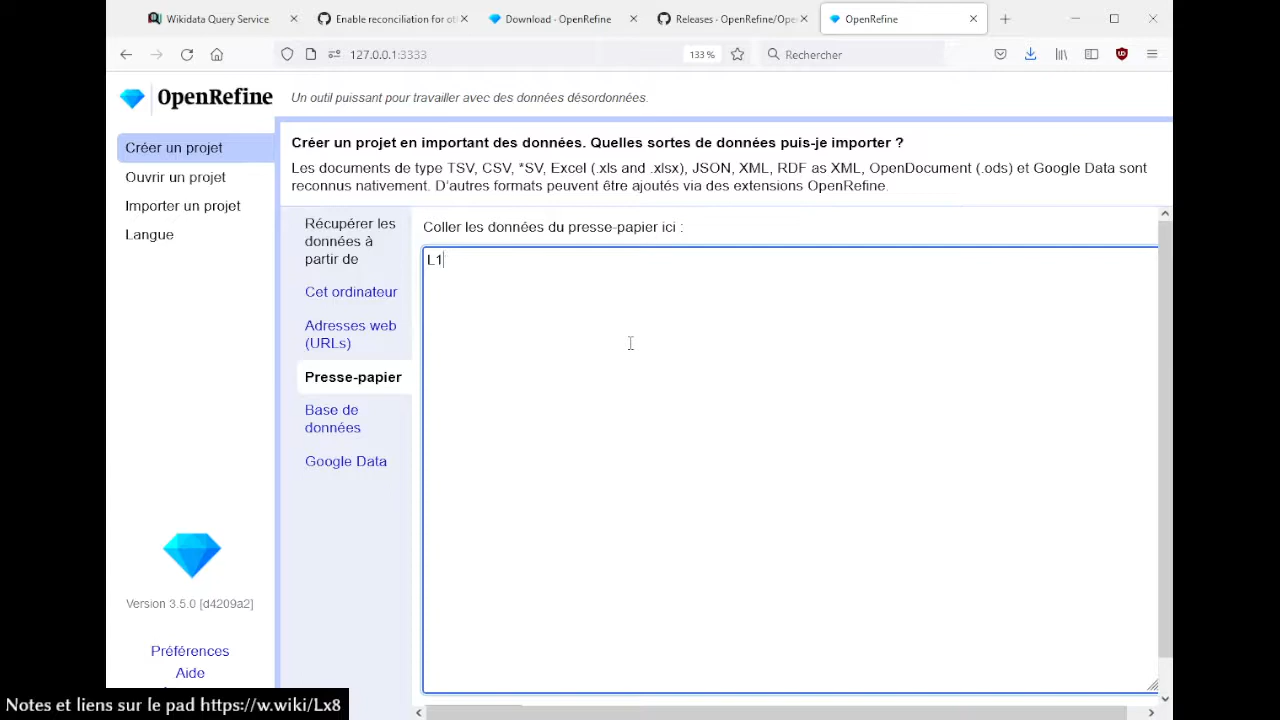 Wikidata Query Service
Enable reconciliation for ot
Download - OpenRefine
Releases - OpenRefine/Ope
OpenRefine
127.0.0.1:3333
133 %
Rechercher
OpenRefine
Un outil puissant pour travailler avec des données désordonnées.
Créer un projet
Ouvrir un projet
Importer un projet
Langue
Créer un projet en important des données. Quelles sortes de données puis-je importer ?
Les documents de type TSV, CSV, *SV, Excel (.xls and .xlsx), JSON, XML, RDF as XML, OpenDocument (.ods) et Google Data sont
reconnus nativement. D'autres formats peuvent être ajoutés via des extensions OpenRefine.
Récupérer les
données à
partir de
Cet ordinateur
Adresses web
(URLs)
Presse-papier
Base de
données
Google Data
Coller les données du presse-papier ici :
L1
Version 3.5.0 [d4209a2]
Préférences
Aide
Notes et liens sur le pad https://w.wiki/Lx8